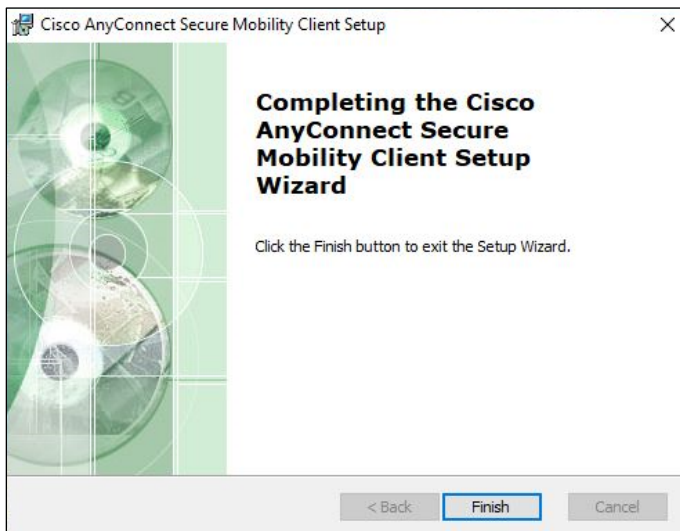 Cisco AnyConnect Secure Mobility Client Setup
Completing the Cisco
AnyConnect Secure
Mobility Client Setup
Wizard
Click the Finish button to exit the Setup Wizard.
< Back Finish Cancel